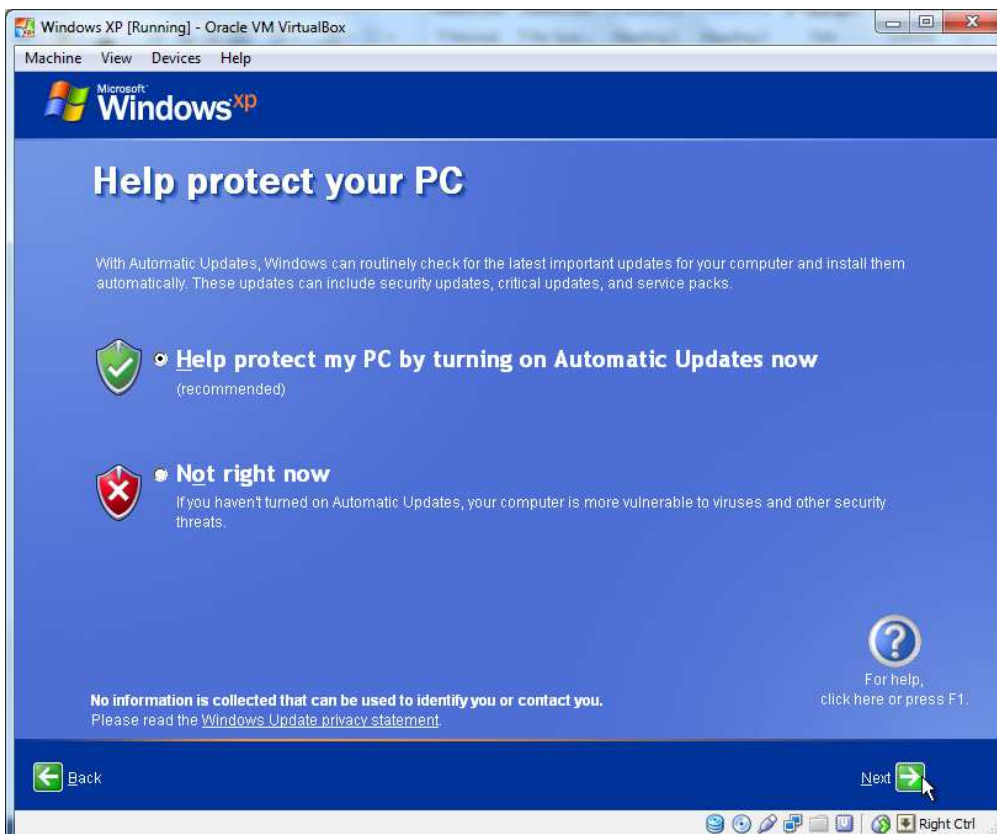 Windows XP [Running] - Oracle VM VirtualBox
Machine View Devices Help
Microsoft
Windows xp
Help protect your PC
With Automatic Updates, Windows can routinely check for the latest important updates for your computer and install them
automatically. These updates can include security updates, critical updates, and service packs.
Help protect my PC by turning on Automatic Updates now
(recommended)
Not right now
If you haven't turned on Automatic Updates, your computer is more vulnerable to viruses and other security
threats.
For help,
click here or press F1.
No information is collected that can be used to identify you or contact you.
Please read the Windows Update privacy statement.
Back
Next
Right Ctrl